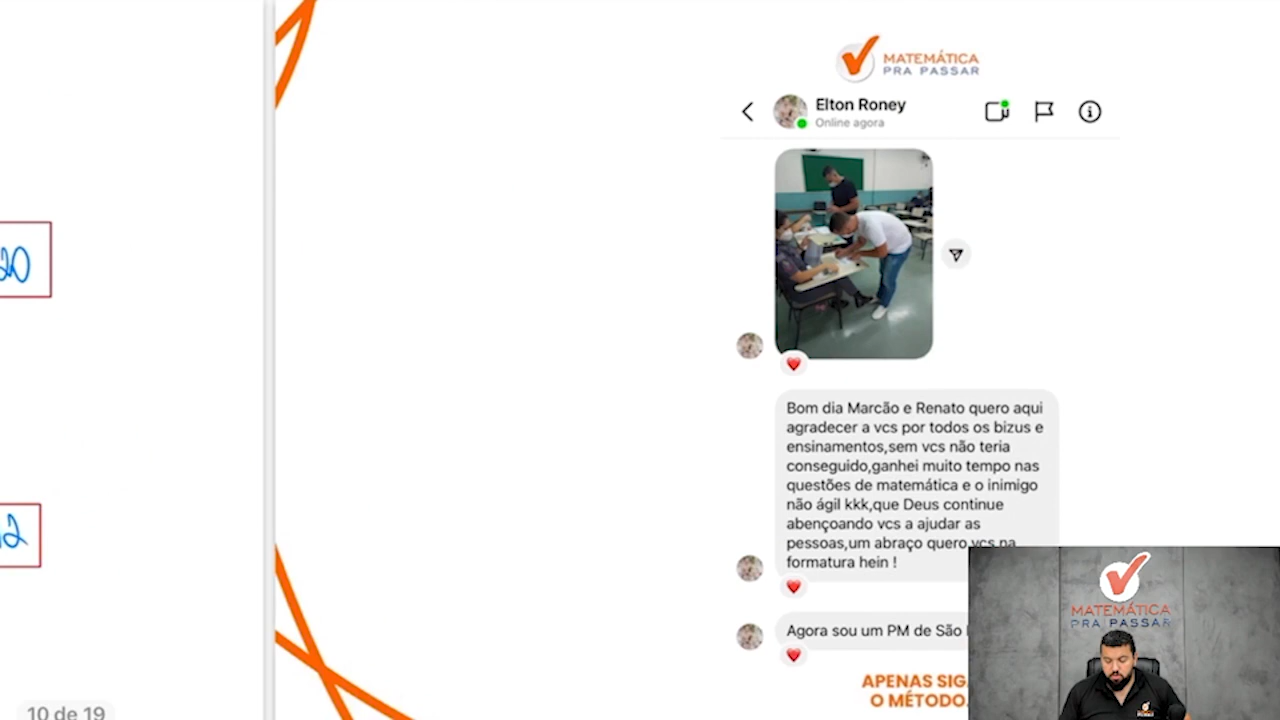 MATEMÁTICA
PRA PASSAR
Elton Roney
Online agora
20
Bom dia Marcão e Renato quero aqui
agradecer a vcs por todos os bizus e
ensinamentos,sem vcs não teria
conseguido,ganhei muito tempo nas
questões de matemática e o inimigo
não ágil kkk,que Deus continue
abençoando vcs a ajudar as
pessoas,um abraço quero vcs na
formatura hein !
12
Agora sou um PM de São
APENAS
O MÉTODO
MATEMÁTICA
PRA PASSAR
10 de 19